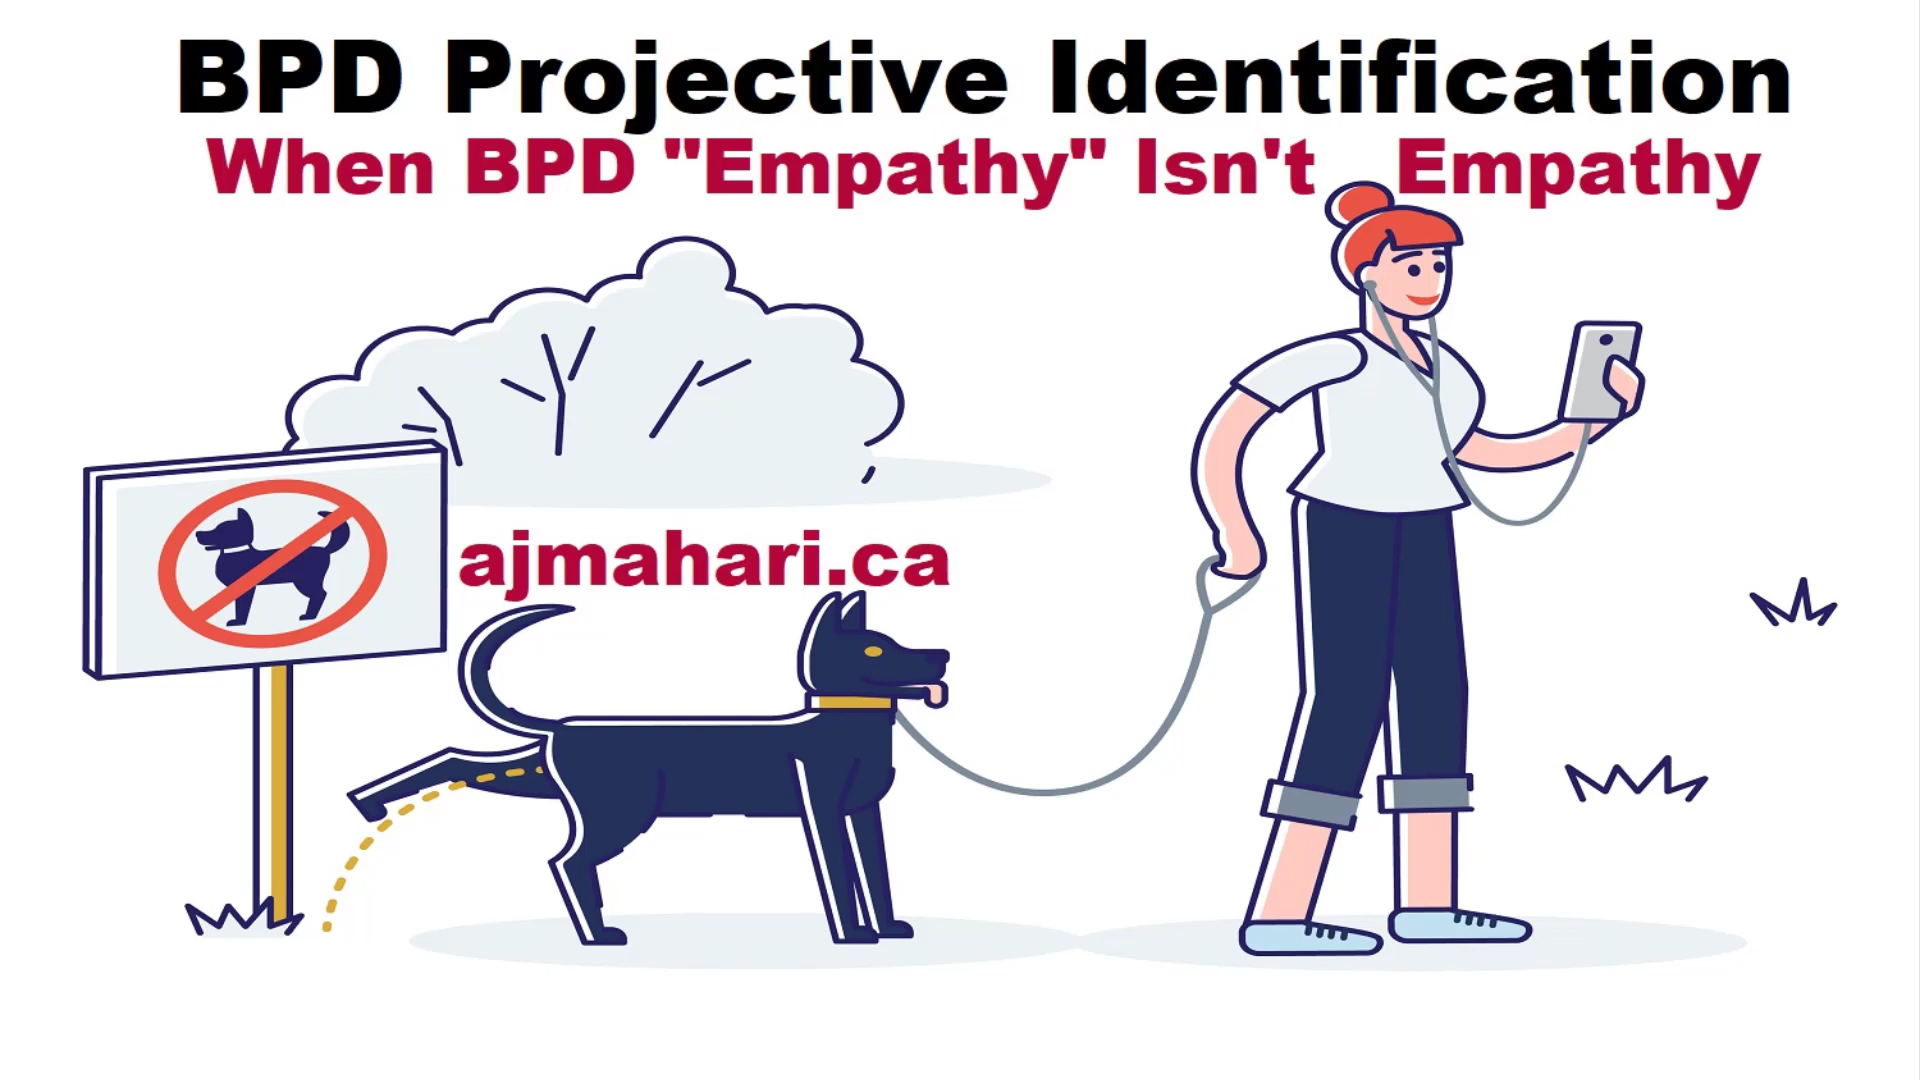 BPD Projective Identification
When BPD "Empathy" Isn't Empathy
ajmahari.ca